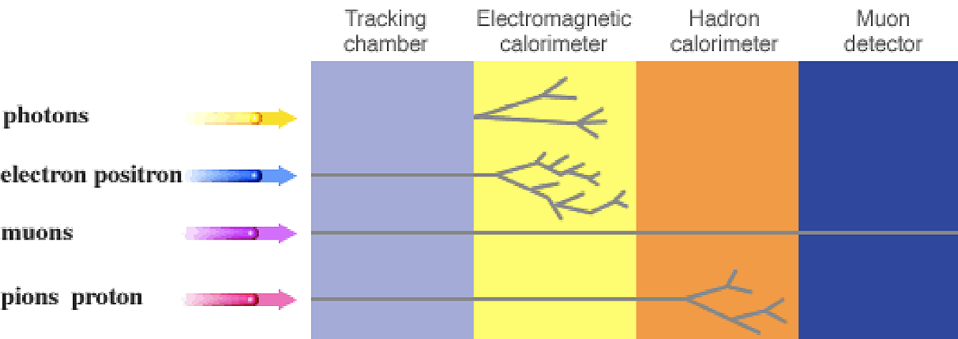 Tracking Electromagnetic Hadron Muon
chamber calorimeter calorimeter detector
photons
electron positron
muons
pions proton